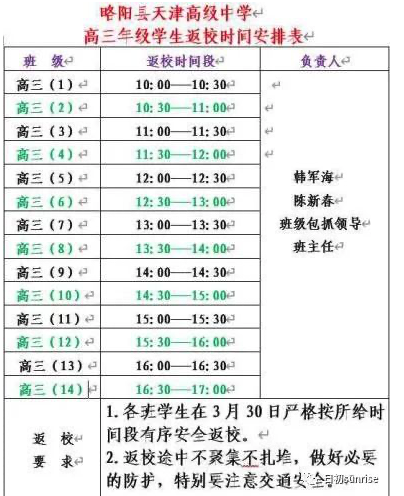 略阳县天津高级中学
高三年级学生返校时间安排表
班 级 返校时间段 负责人
高三（1） 10:00——10:30
高三（2） 10:30——11:00
高三（3） 11:00——11:30
高三（4） 11:30——12:00
高三（5） 12:00——12:30 韩军海
高三（6） 12:30——13:00 陈新春
高三（7） 13:00——13:30 班级包抓领导
高三（8） 13:30——14:00 班主任
高三（9） 14:00——14:30
高三（10） 14:30——15:00
高三（11） 15:00——15:30
高三（12） 15:30——16:00
高三（13） 16:00——16:30
高三（14） 16:30——17:00
返 校
要 求
1.各班学生在 3 月 30 日严格按所给时
间段有序安全返校。
2.返校途中不聚集不扎堆，做好必要
的防护，特别要注意交通安全。
日初sunrise